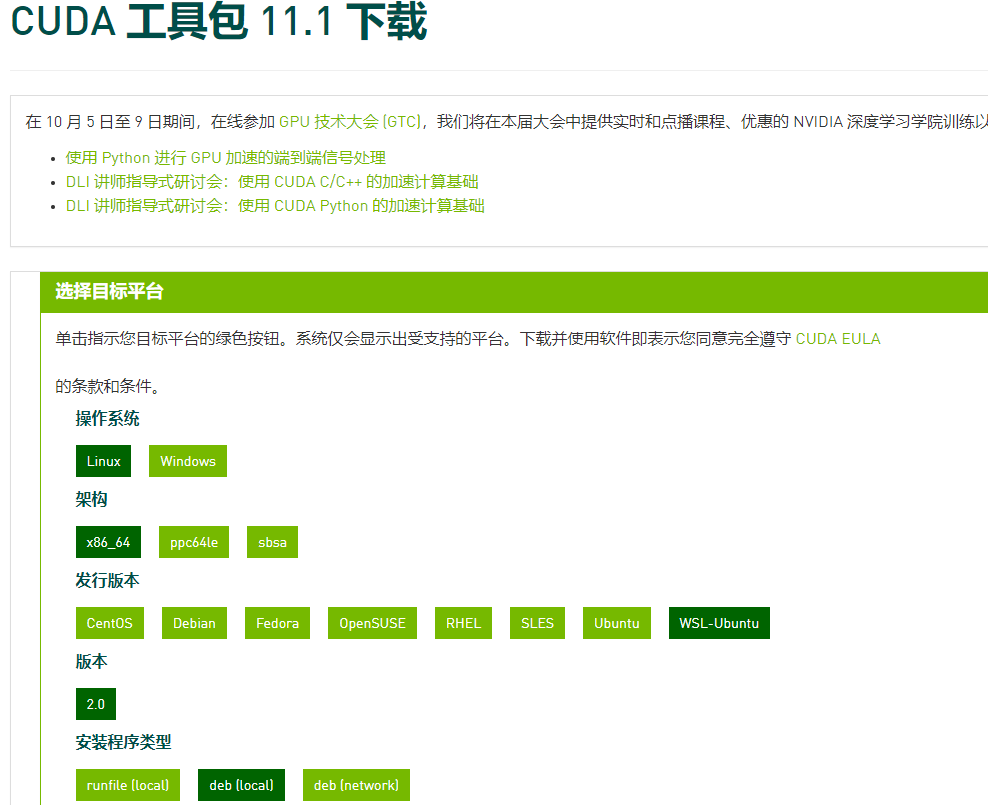 CUDA 工具包 11.1 下载
在 10 月 5 日至 9 日期间，在线参加 GPU 技术大会 (GTC)，我们将在本届大会中提供实时和点播课程、优惠的 NVIDIA 深度学习学院训练以
使用 Python 进行 GPU 加速的端到端信号处理
DLI 讲师指导式研讨会：使用 CUDA C/C++ 的加速计算基础
DLI 讲师指导式研讨会：使用 CUDA Python 的加速计算基础
选择目标平台
单击指示您目标平台的绿色按钮。系统仅会显示出受支持的平台。下载并使用软件即表示您同意完全遵守 CUDA EULA
的条款和条件。
操作系统
Linux Windows
架构
x86_64 ppc64le sbsa
发行版本
CentOS Debian Fedora OpenSUSE RHEL SLES Ubuntu WSL-Ubuntu
版本
2.0
安装程序类型
runfile (local) deb (local) deb (network)